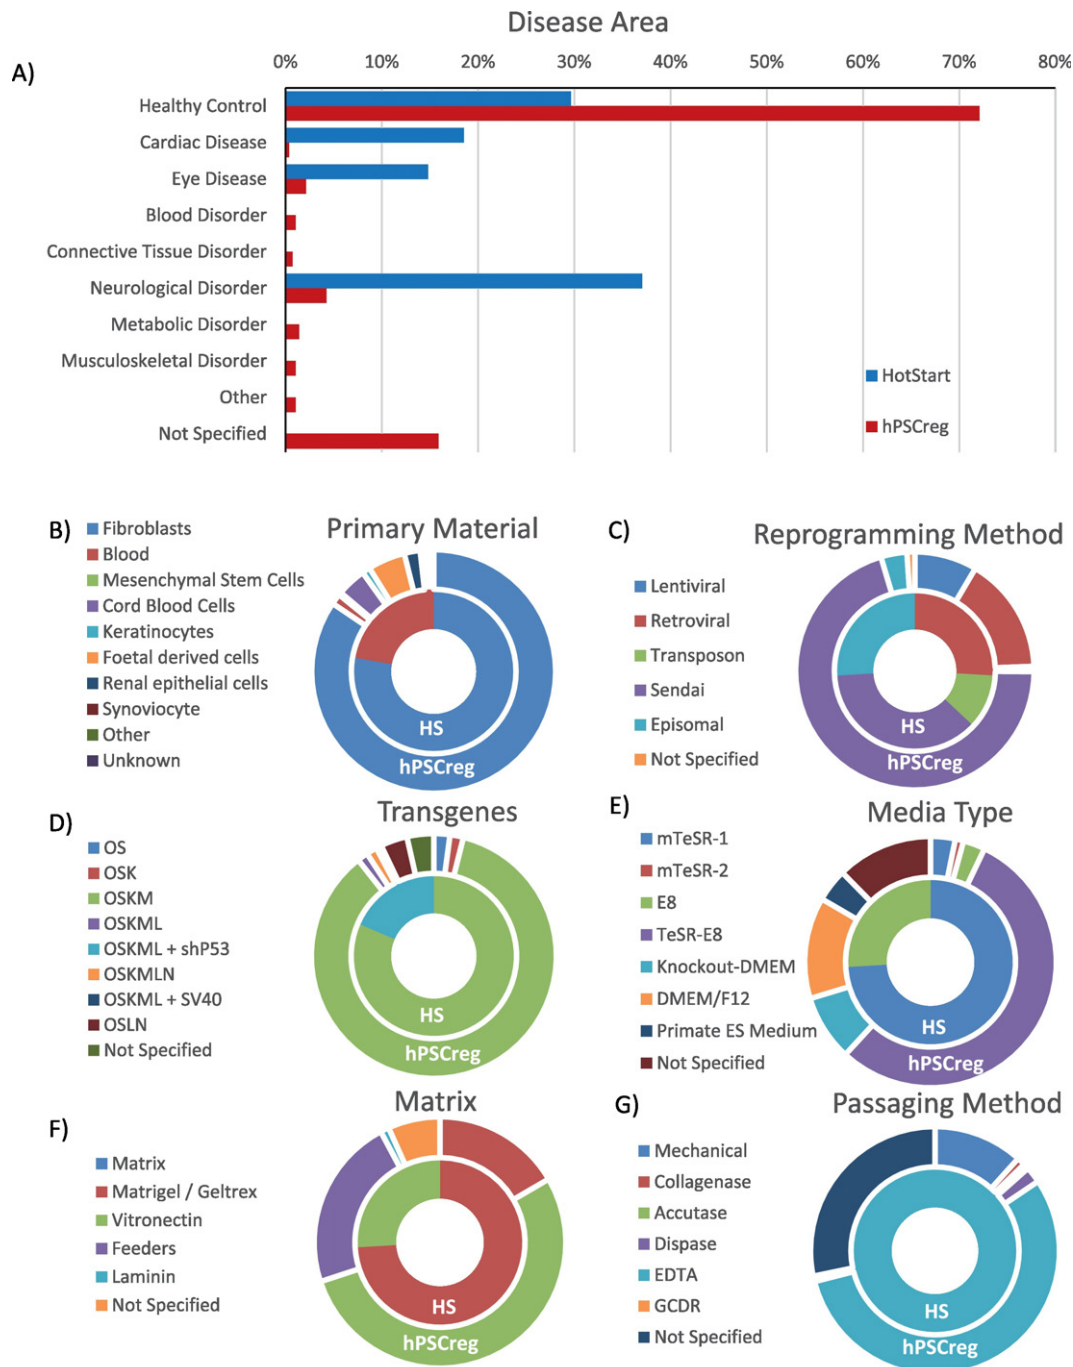 Disease Area
A)
0% 10% 20% 30% 40% 50% 60% 70% 80%
Healthy Control
Cardiac Disease
Eye Disease
Blood Disorder
Connective Tissue Disorder
Neurological Disorder
Metabolic Disorder
Musculoskeletal Disorder
Other
Not Specified
HotStart
hPSCreg
B)
Primary Material
Fibroblasts
Blood
Mesenchymal Stem Cells
Cord Blood Cells
Keratinocytes
Foetal derived cells
Renal epithelial cells
Synoviocyte
Other
Unknown
HS
hPSCreg
C)
Reprogramming Method
Lentiviral
Retroviral
Transposon
Sendai
Episomal
Not Specified
HS
hPSCreg
D)
Transgenes
OS
OSK
OSKM
OSKML
OSKML + shP53
OSKMLN
OSKML + SV40
OSLN
Not Specified
HS
hPSCreg
E)
Media Type
mTeSR-1
mTeSR-2
E8
TeSR-E8
Knockout-DMEM
DMEM/F12
Primate ES Medium
Not Specified
HS
hPSCreg
F)
Matrix
Matrix
Matrigel / Geltrex
Vitronectin
Feeders
Laminin
Not Specified
HS
hPSCreg
G)
Passaging Method
Mechanical
Collagenase
Accutase
Dispase
EDTA
GCDR
Not Specified
HS
hPSCreg